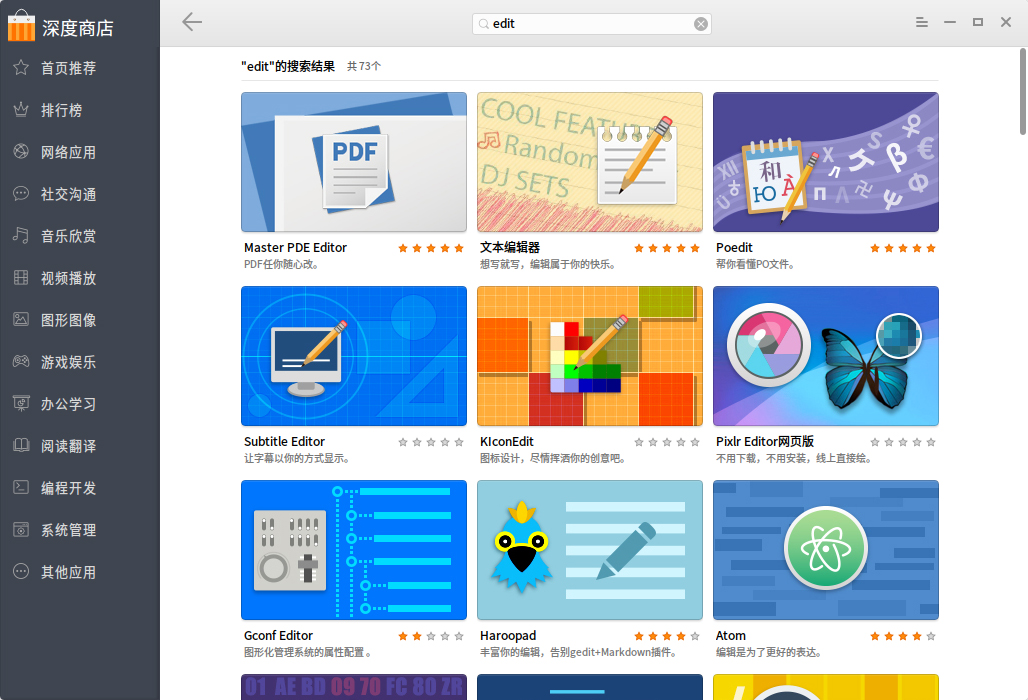 深度商店
edit
首页推荐
排行榜
网络应用
社交沟通
音乐欣赏
视频播放
图形图像
游戏娱乐
办公学习
阅读翻译
编程开发
系统管理
其他应用
"edit"的搜索结果 共73个
PDF
COOL FEATU
Random
DJ SETS
和
Ю À
Master PDE Editor
PDF任你随心改。
文本编辑器
想写就写，编辑属于你的快乐。
Poedit
帮你看懂PO文件。
Subtitle Editor
让字幕以你的方式显示。
KIconEdit
图标设计，尽情挥洒你的创意吧。
Pixlr Editor网页版
不用下载，不用安装，线上直接绘。
Gconf Editor
图形化管理系统的属性配置 。
Haroopad
丰富你的编辑，告别gedit+Markdown插件。
Atom
编辑是为了更好的表达。
01 AE BD 09 70 FC 80 ZR